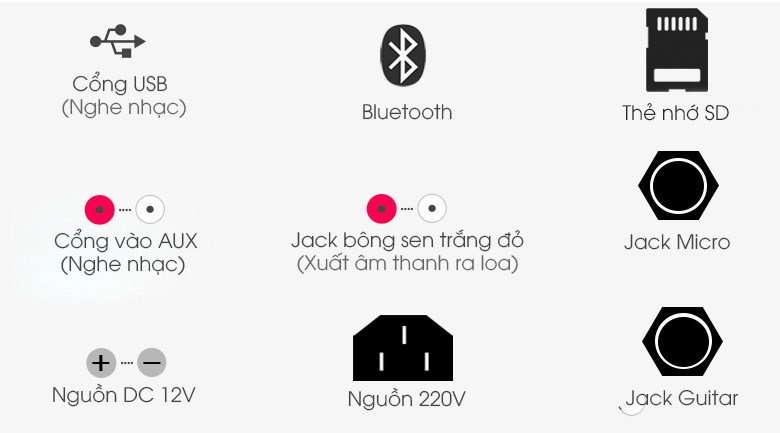 Cổng USB
(Nghe nhạc)
Bluetooth
Thẻ nhớ SD
Cổng vào AUX
(Nghe nhạc)
Jack bông sen trắng đỏ
(Xuất âm thanh ra loa)
Jack Micro
Nguồn DC 12V
Nguồn 220V
Jack Guitar